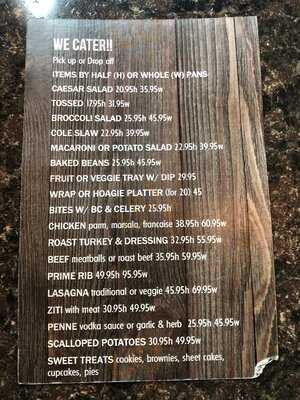 WE CATER!!
Pick up or Drop off
ITEMS BY HALF (H) OR WHOLE (W) PANS
CAESAR SALAD 20.95h 35.95w
TOSSED 17.95h 31.95w
BROCCOLI SALAD 25.95h 45.95w
COLE SLAW 22.95h 39.95w
MACARONI OR POTATO SALAD 22.95h 39.95w
BAKED BEANS 25.95h 45.95w
FRUIT OR VEGGIE TRAY W/ DIP 29.95
WRAP OR HOAGIE PLATTER (for 20) 45
BITES W/ BC & CELERY 25.95h
CHICKEN parm, marsala, francaise 38.95h 60.95w
ROAST TURKEY & DRESSING 32.95h 55.95w
BEEF meatballs or roast beef 35.95h 59.95w
PRIME RIB 49.95h 95.95w
LASAGNA traditional or veggie 45.95h 69.95w
ZITI with meat 30.95h 49.95w
PENNE vodka sauce or garlic & herb 25.95h 45.95w
SCALLOPED POTATOES 30.95h 49.95w
SWEET TREATS cookies, brownies, sheet cakes,
cupcakes, pies